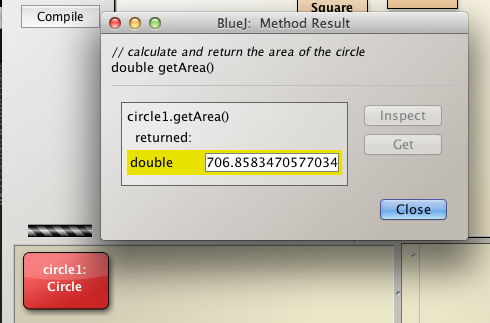 Compile
Square
BlueJ: Method Result
// calculate and return the area of the circle
double getArea()
circle1.getArea()
returned:
double 706.8583470577034
Inspect
Get
Close
circle1:
Circle